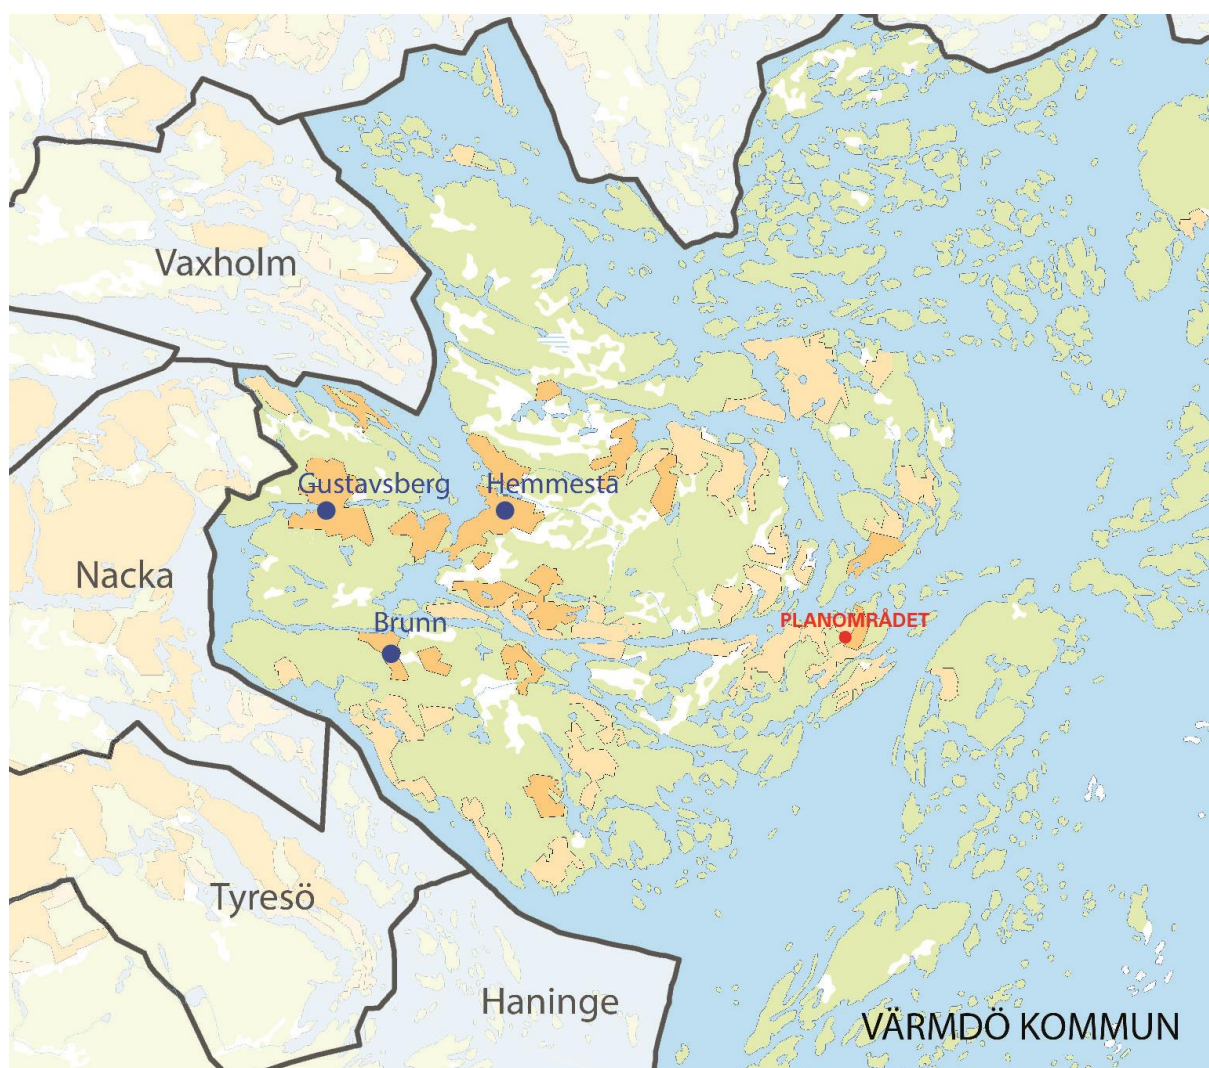 Vaxholm
Gustavsberg
Hemmesta
Nacka
Brunn
PLANOMRÅDET
Tyresö
Haninge
VÄRMDÖ KOMMUN